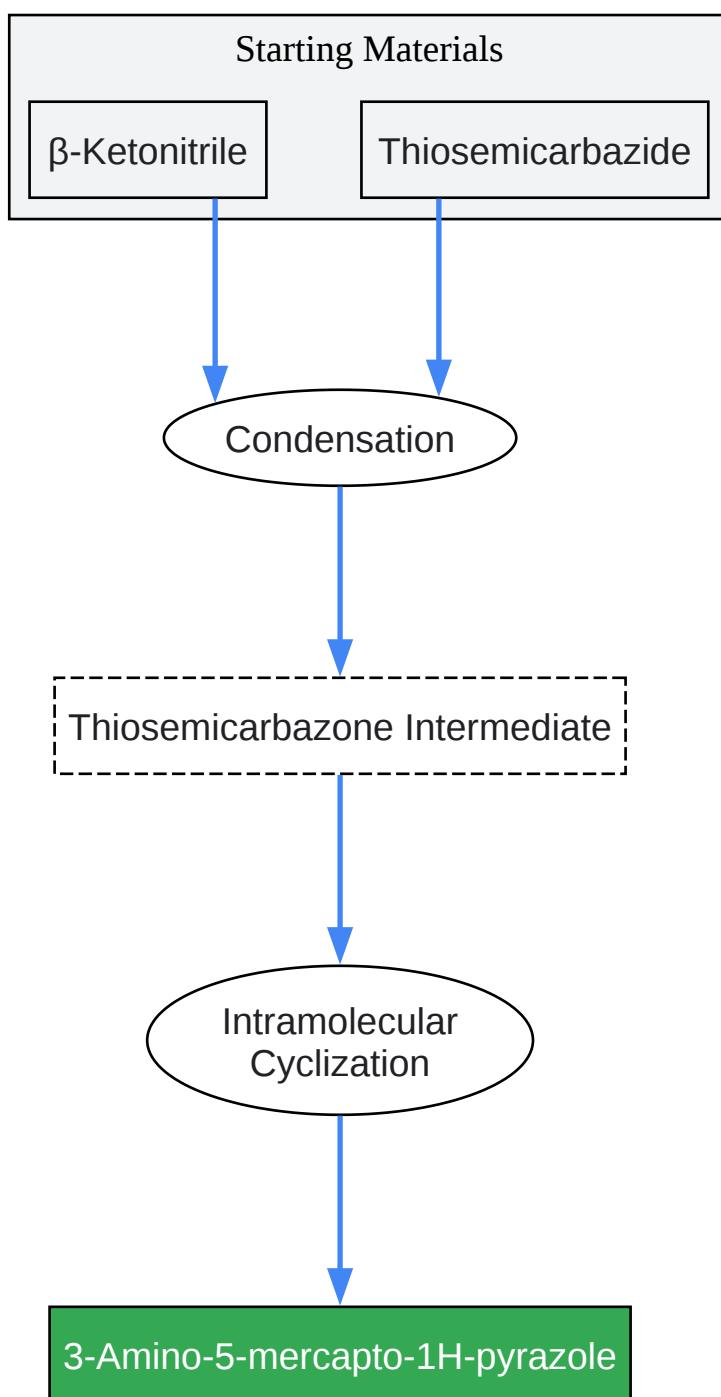 Starting Materials
β-Ketonitrile
Thiosemicarbazide
Condensation
Thiosemicarbazone Intermediate
Intramolecular
Cyclization
3-Amino-5-mercapto-1H-pyrazole